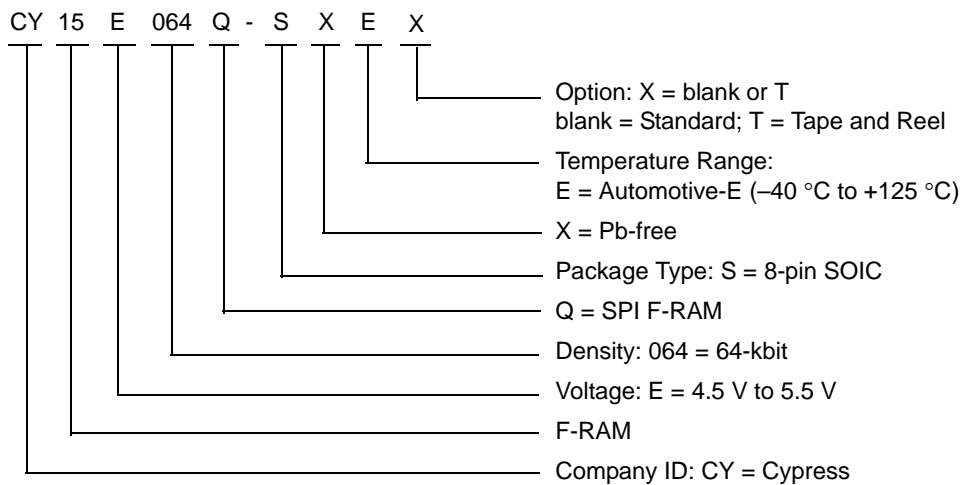 CY 15 E 064 Q - S X E X
Option: X = blank or T
blank = Standard; T = Tape and Reel
Temperature Range:
E = Automotive-E (–40 °C to +125 °C)
X = Pb-free
Package Type: S = 8-pin SOIC
Q = SPI F-RAM
Density: 064 = 64-kbit
Voltage: E = 4.5 V to 5.5 V
F-RAM
Company ID: CY = Cypress